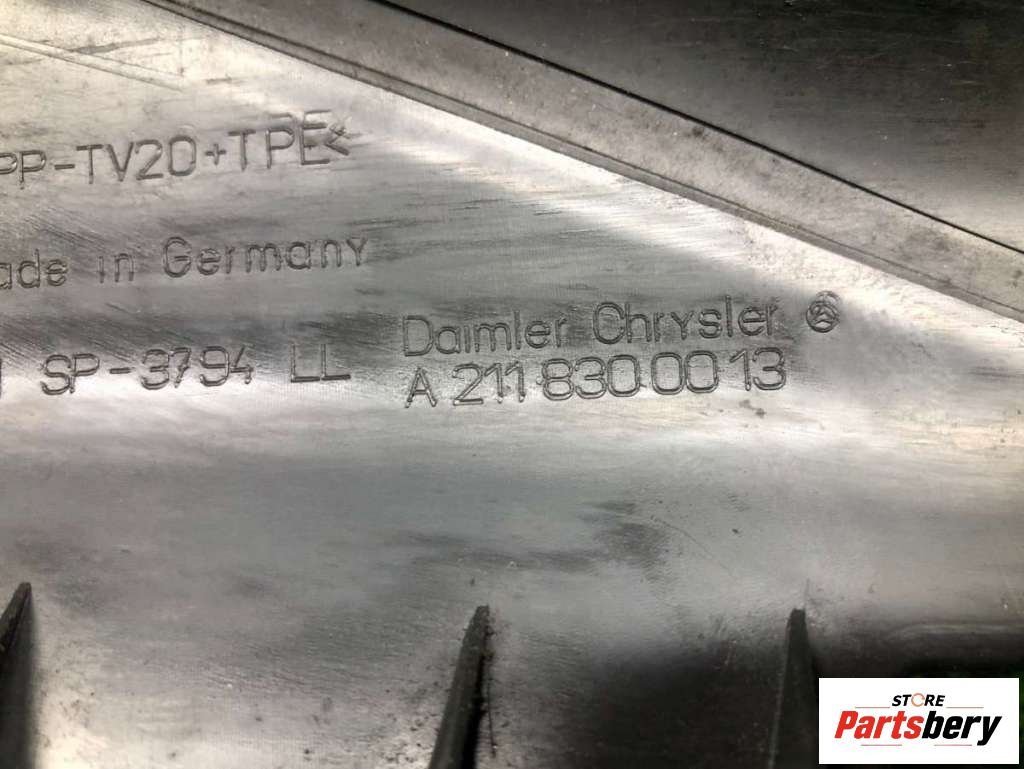 PP-TV20+TPE<
ade in Germany
SP-3794 LL
Daimler Chrysler
A 211 830 00 13
STORE
Partsbery